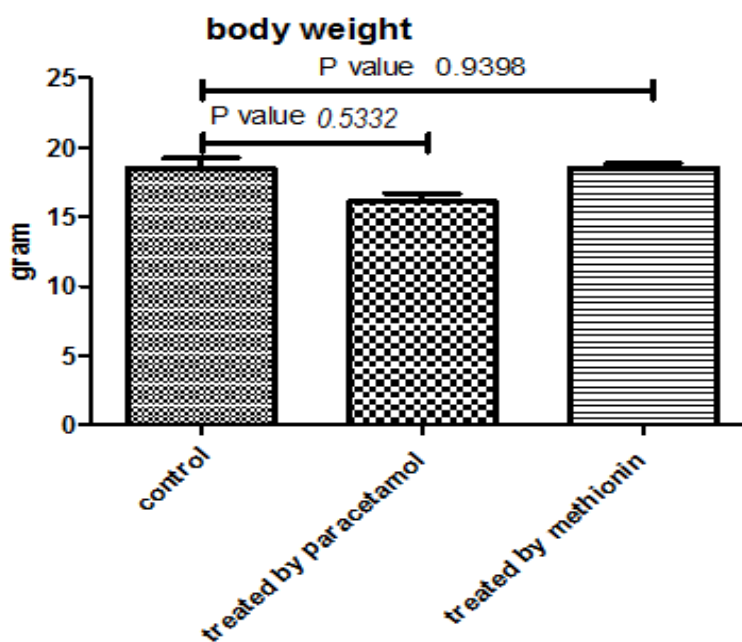 body weight
P value 0.9398
P value 0.5332
25
20
15
10
5
0
gram
control
treated by paracetamol
treated by methionin